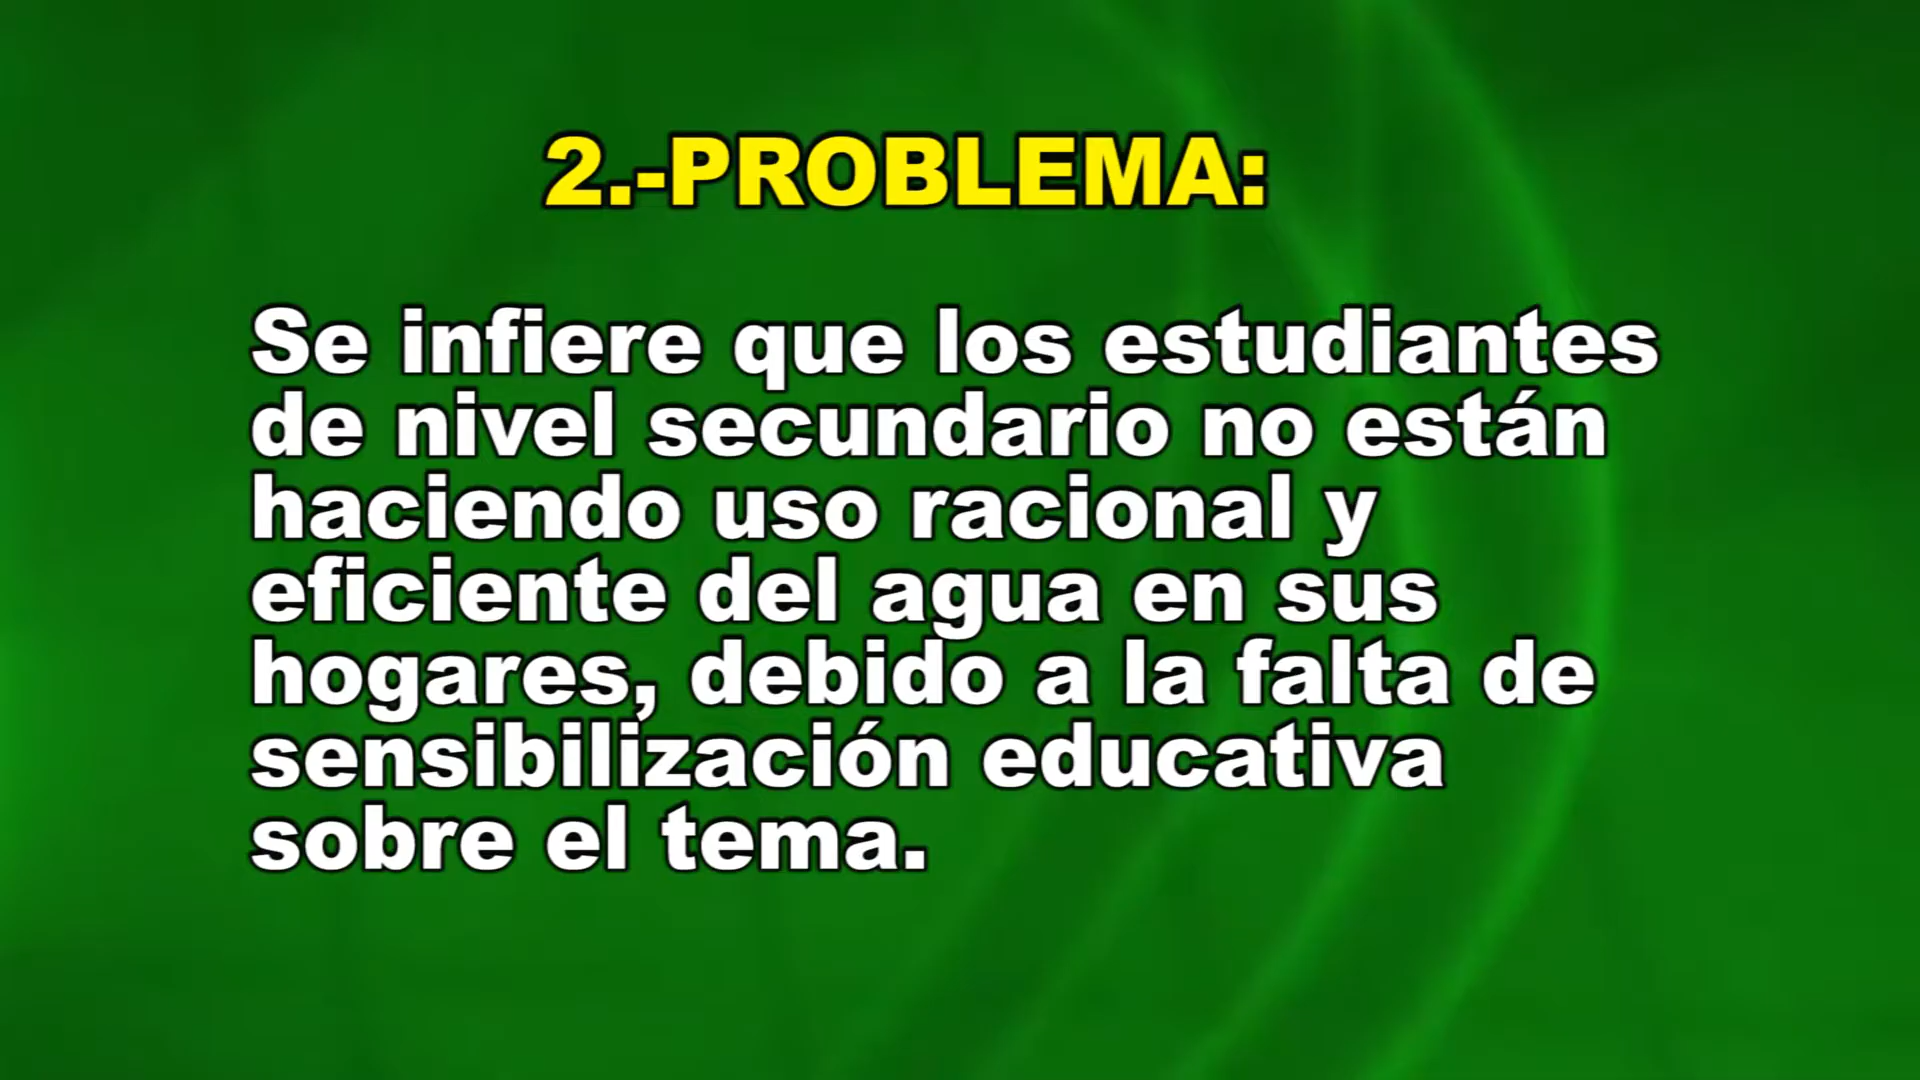 2.-PROBLEMA:
Se infiere que los estudiantes
de nivel secundario no están
haciendo uso racional y
eficiente del agua en sus
hogares, debido a la falta de
sensibilización educativa
sobre el tema.